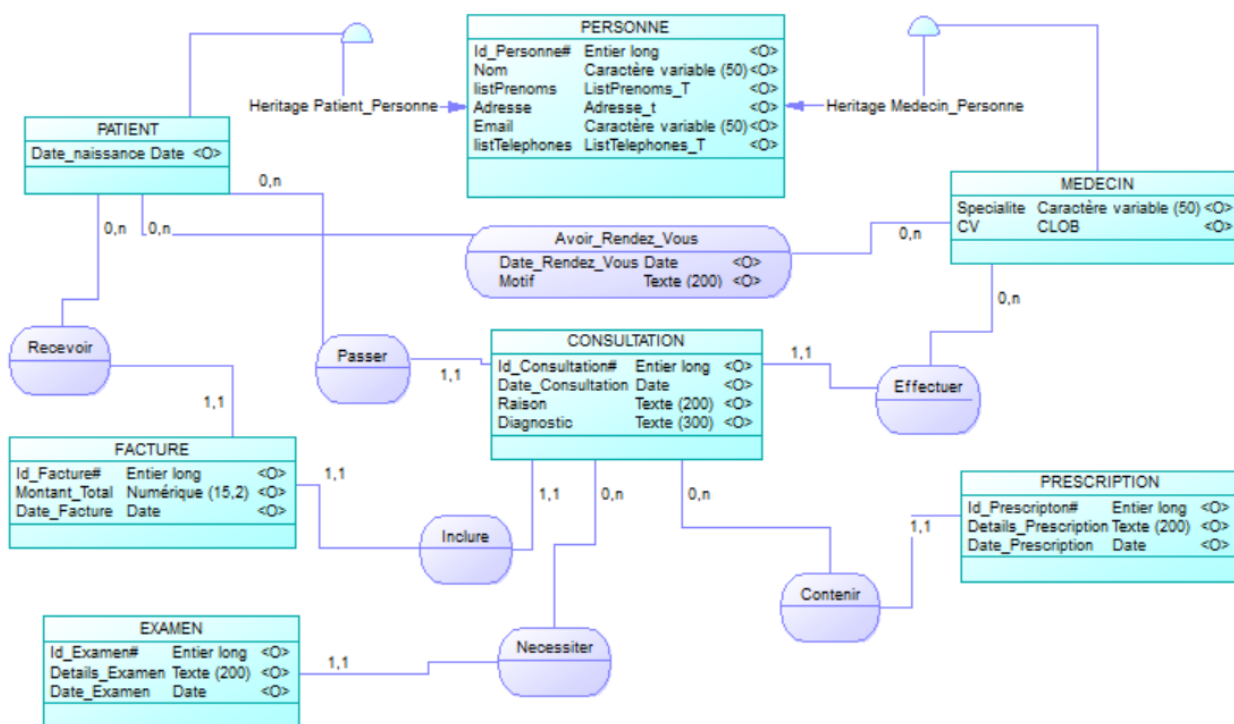 PERSONNE
Id_Personne# Entier long <O>
Nom Caractère variable (50) <O>
listPrenoms ListPrenoms_T <O>
Adresse Adresse_t <O>
Email Caractère variable (50) <O>
listTelephones ListTelephones_T <O>
Heritage Patient_Personne
Heritage Medecin_Personne
PATIENT
Date_naissance Date <O>
MEDECIN
Specialite Caractère variable (50) <O>
CV CLOB <O>
0,n
0,n
0,n
Avoir_Rendez_Vous
Date_Rendez_Vous Date <O>
Motif Texte (200) <O>
0,n
0,n
Recevoir
Passer
1,1
CONSULTATION
Id_Consultation# Entier long <O>
Date_Consultation Date <O>
Raison Texte (200) <O>
Diagnostic Texte (300) <O>
1,1
Effectuer
1,1
FACTURE
Id_Facture# Entier long <O>
Montant_Total Numérique (15,2) <O>
Date_Facture Date <O>
1,1
1,1
0,n
0,n
PRESCRIPTION
Id_Prescripton# Entier long <O>
Details_Prescription Texte (200) <O>
Date_Prescription Date <O>
1,1
Inclure
Contenir
EXAMEN
Id_Examen# Entier long <O>
Details_Examen Texte (200) <O>
Date_Examen Date <O>
1,1
Necessiter